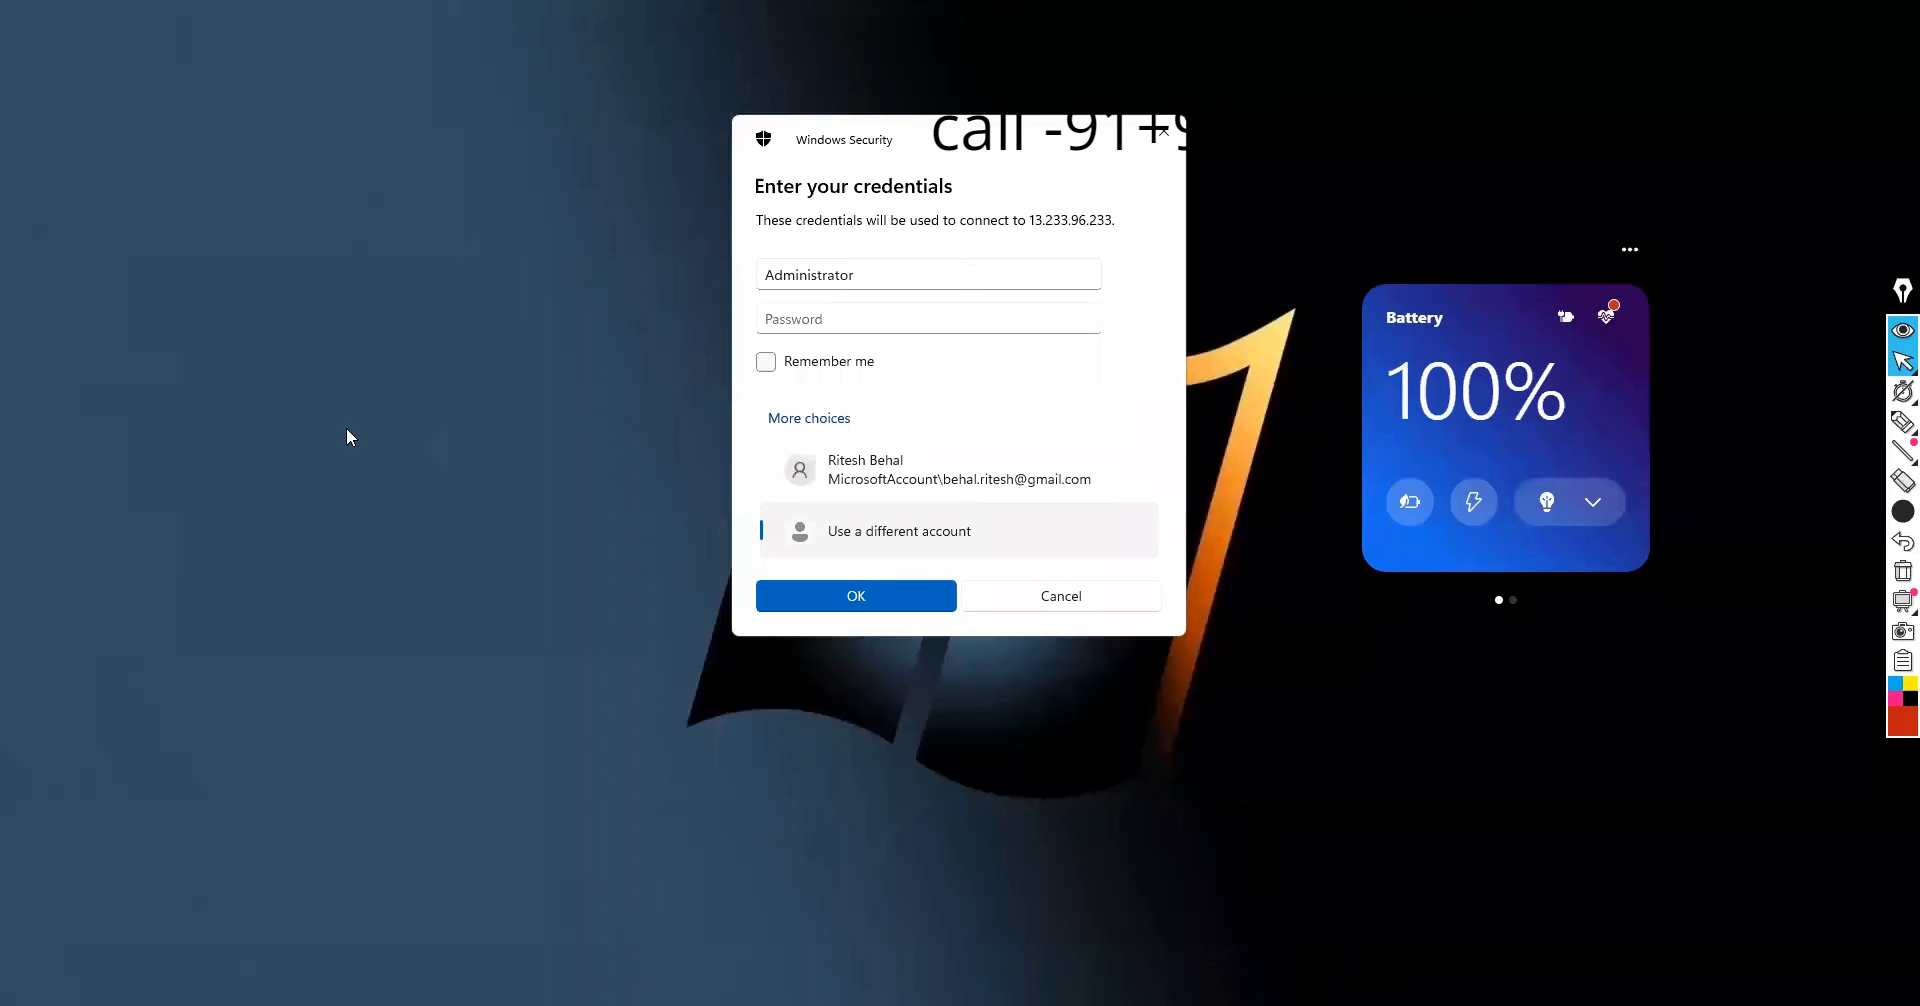 call -91+9
Windows Security
Enter your credentials
These credentials will be used to connect to 13.233.96.233.
Administrator
Password
Remember me
More choices
Ritesh Behal
MicrosoftAccount\behal.ritesh@gmail.com
Use a different account
OK
Cancel
Battery
100%